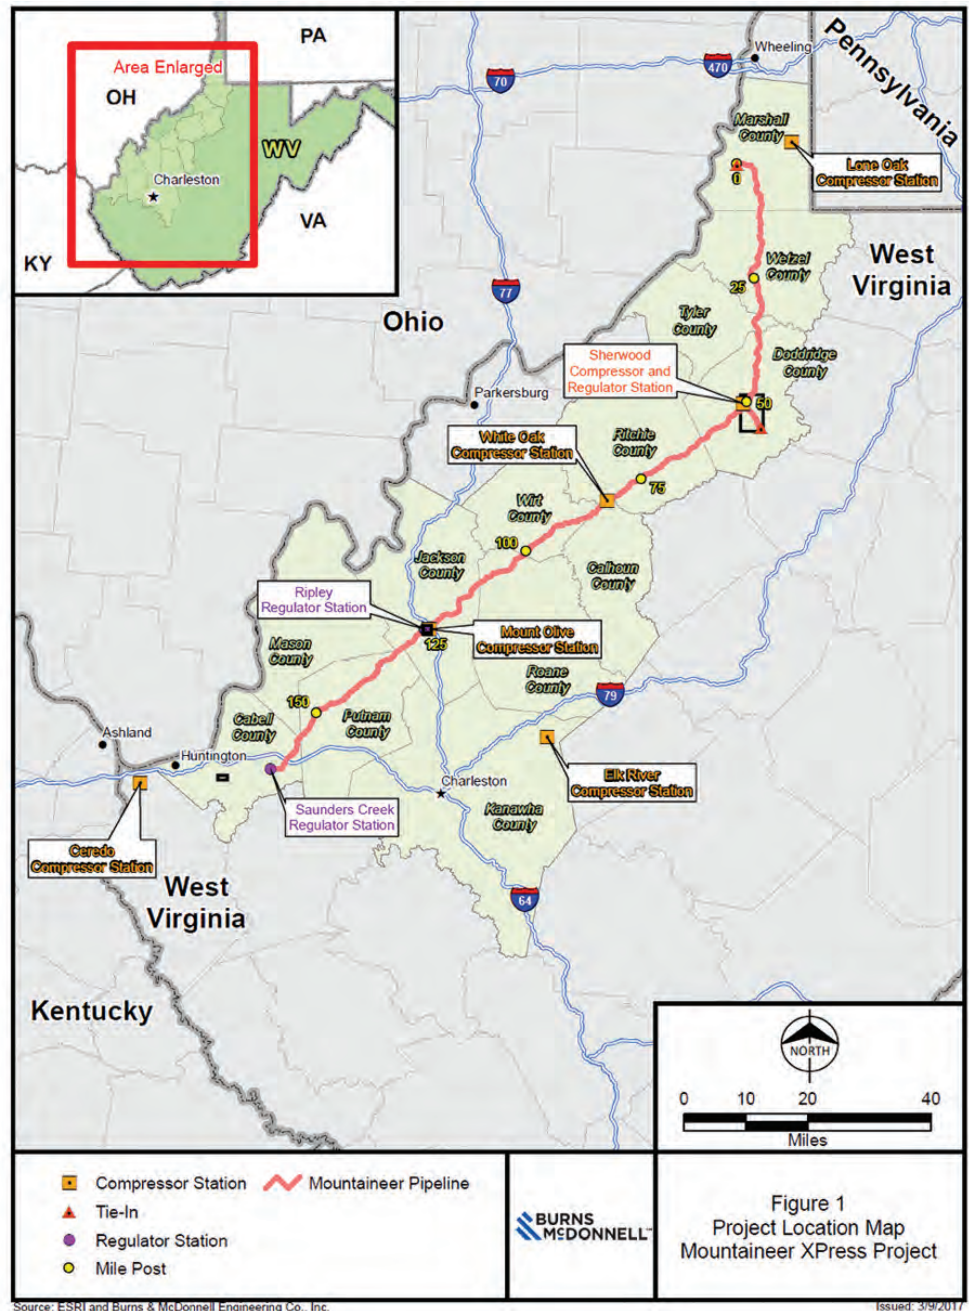 PA
Area Enlarged
OH
WV
Charleston
VA
KY
Wheeling
70
470
Pennsylvania
Marshall
County
Lone Oak
Compressor Station
0
West
Virginia
Wetzel
County
25
77
Ohio
Tyler
County
Doddridge
County
Sherwood
Compressor and
Regulator Station
50
Parkersburg
White Oak
Compressor Station
Ritchie
County
75
Wirt
County
100
Jackson
County
Calhoun
County
Ripley
Regulator Station
Mount Olive
Compressor Station
125
Mason
County
Roane
County
79
150
Cabell
County
Putnam
County
Ashland
Huntington
Charleston
Elk River
Compressor Station
Saunders Creek
Regulator Station
Kanawha
County
Ceredo
Compressor Station
West
Virginia
64
Kentucky
NORTH
0 10 20 40
Miles
Compressor Station
Mountaineer Pipeline
Tie-In
Regulator Station
Mile Post
BURNS
McDONNELL
Figure 1
Project Location Map
Mountaineer XPress Project
Source: ESRI and Burns & McDonnell Engineering Co., Inc.
Issued: 3/9/2017